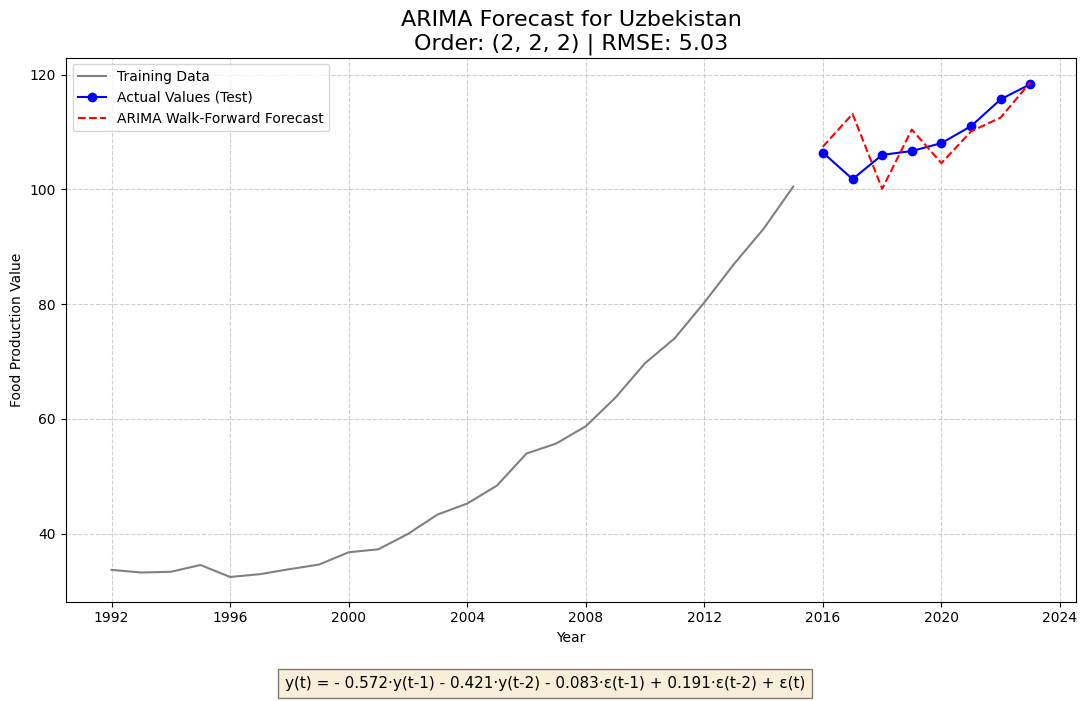 ARIMA Forecast for Uzbekistan
Order: (2, 2, 2) | RMSE: 5.03
Training Data
Actual Values (Test)
ARIMA Walk-Forward Forecast
Food Production Value
120
100
80
60
40
1992 1996 2000 2004 2008 2012 2016 2020 2024
Year
y(t) = - 0.572·y(t-1) - 0.421·y(t-2) - 0.083·ε(t-1) + 0.191·ε(t-2) + ε(t)